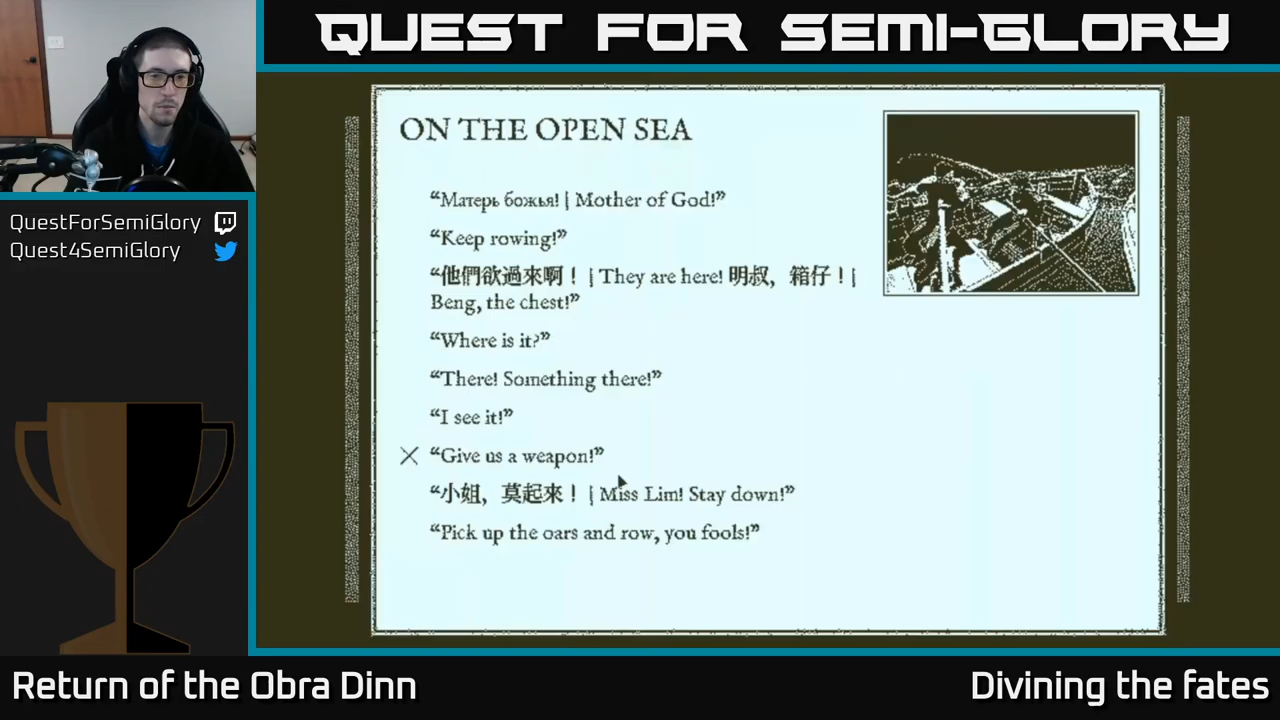 QUEST FOR SEMI-GLORY
QuestForSemiGlory
Quest4SemiGlory
ON THE OPEN SEA
“Матерь божья! | Mother of God!”
“Keep rowing!”
“他們欲過來啊！ | They are here! 明叔，箱仔！|
Beng, the chest!”
“Where is it?”
“There! Something there!”
“I see it!”
“Give us a weapon!”
“小姐，莫起來！ | Miss Lim! Stay down!”
“Pick up the oars and row, you fools!”
Return of the Obra Dinn
Divining the fates